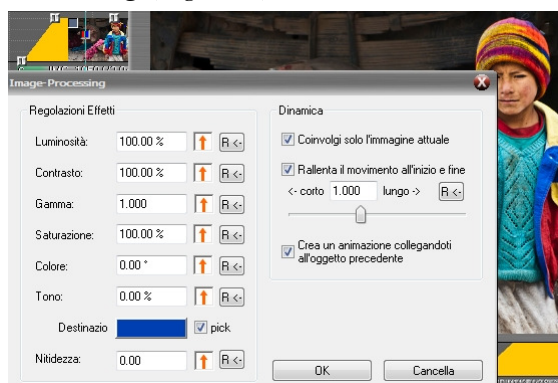 Image-Processing
Regolazioni Effetti
Luminosità: 100.00 % R <-
Contrasto: 100.00 % R <-
Gamma: 1.000 R <-
Saturazione: 100.00 % R <-
Colore: 0.00 ° R <-
Tono: 0.00 % R <-
Destinazio pick
Nitidezza: 0.00 R <-
Dinamica
Coinvolgi solo l'immagine attuale
Rallenta il movimento all'inizio e fine
<- corto 1.000 lungo -> R <-
Crea un animazione collegandoti
all'oggetto precedente
OK Cancella